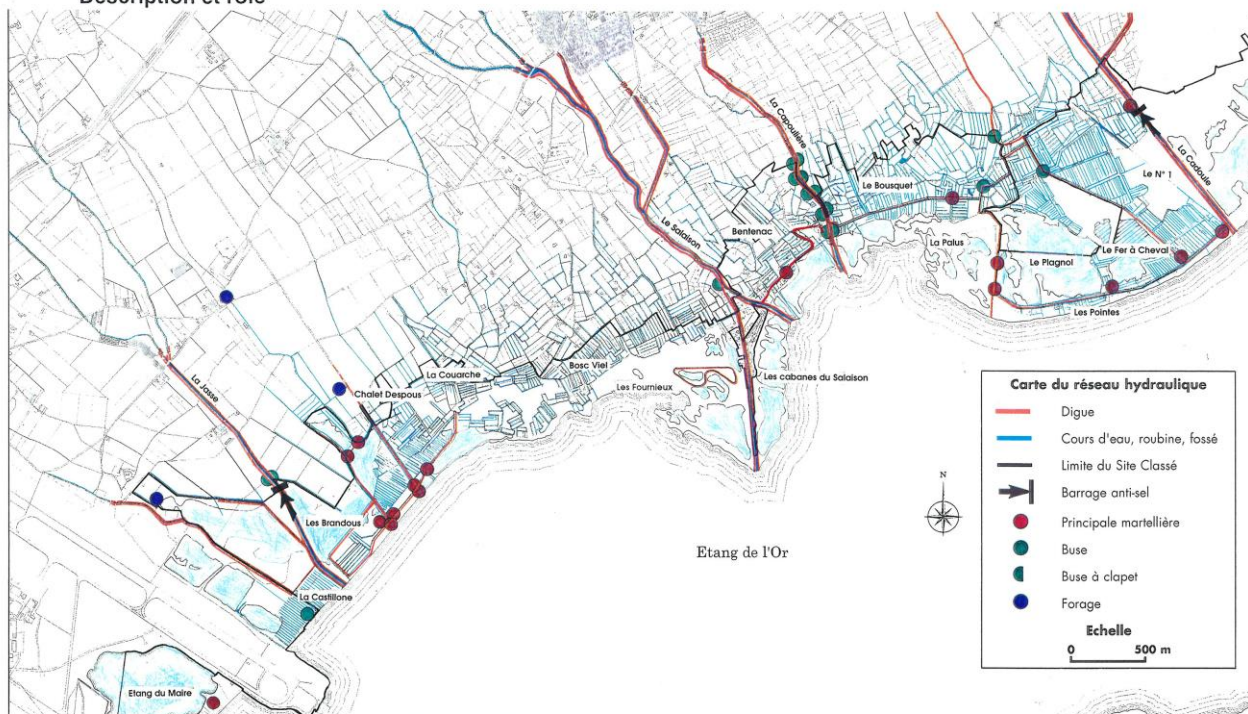 Description et rôle
La Capoulière
La Cadoule
Le Bousquet
Le N° 1
Le Salaison
Bentenac
La Palus
Le Fer à Cheval
Le Plagnol
Les Pointes
La Jasse
La Couarche
Bosc Viel
Les Fournieux
Les cabanes du Salaison
Chalet Despous
Les Brandous
La Castillone
Etang du Maire
Etang de l'Or
N
Carte du réseau hydraulique
Digue
Cours d'eau, roubine, fossé
Limite du Site Classé
Barrage anti-sel
Principale martellière
Buse
Buse à clapet
Forage
Echelle
0 500 m